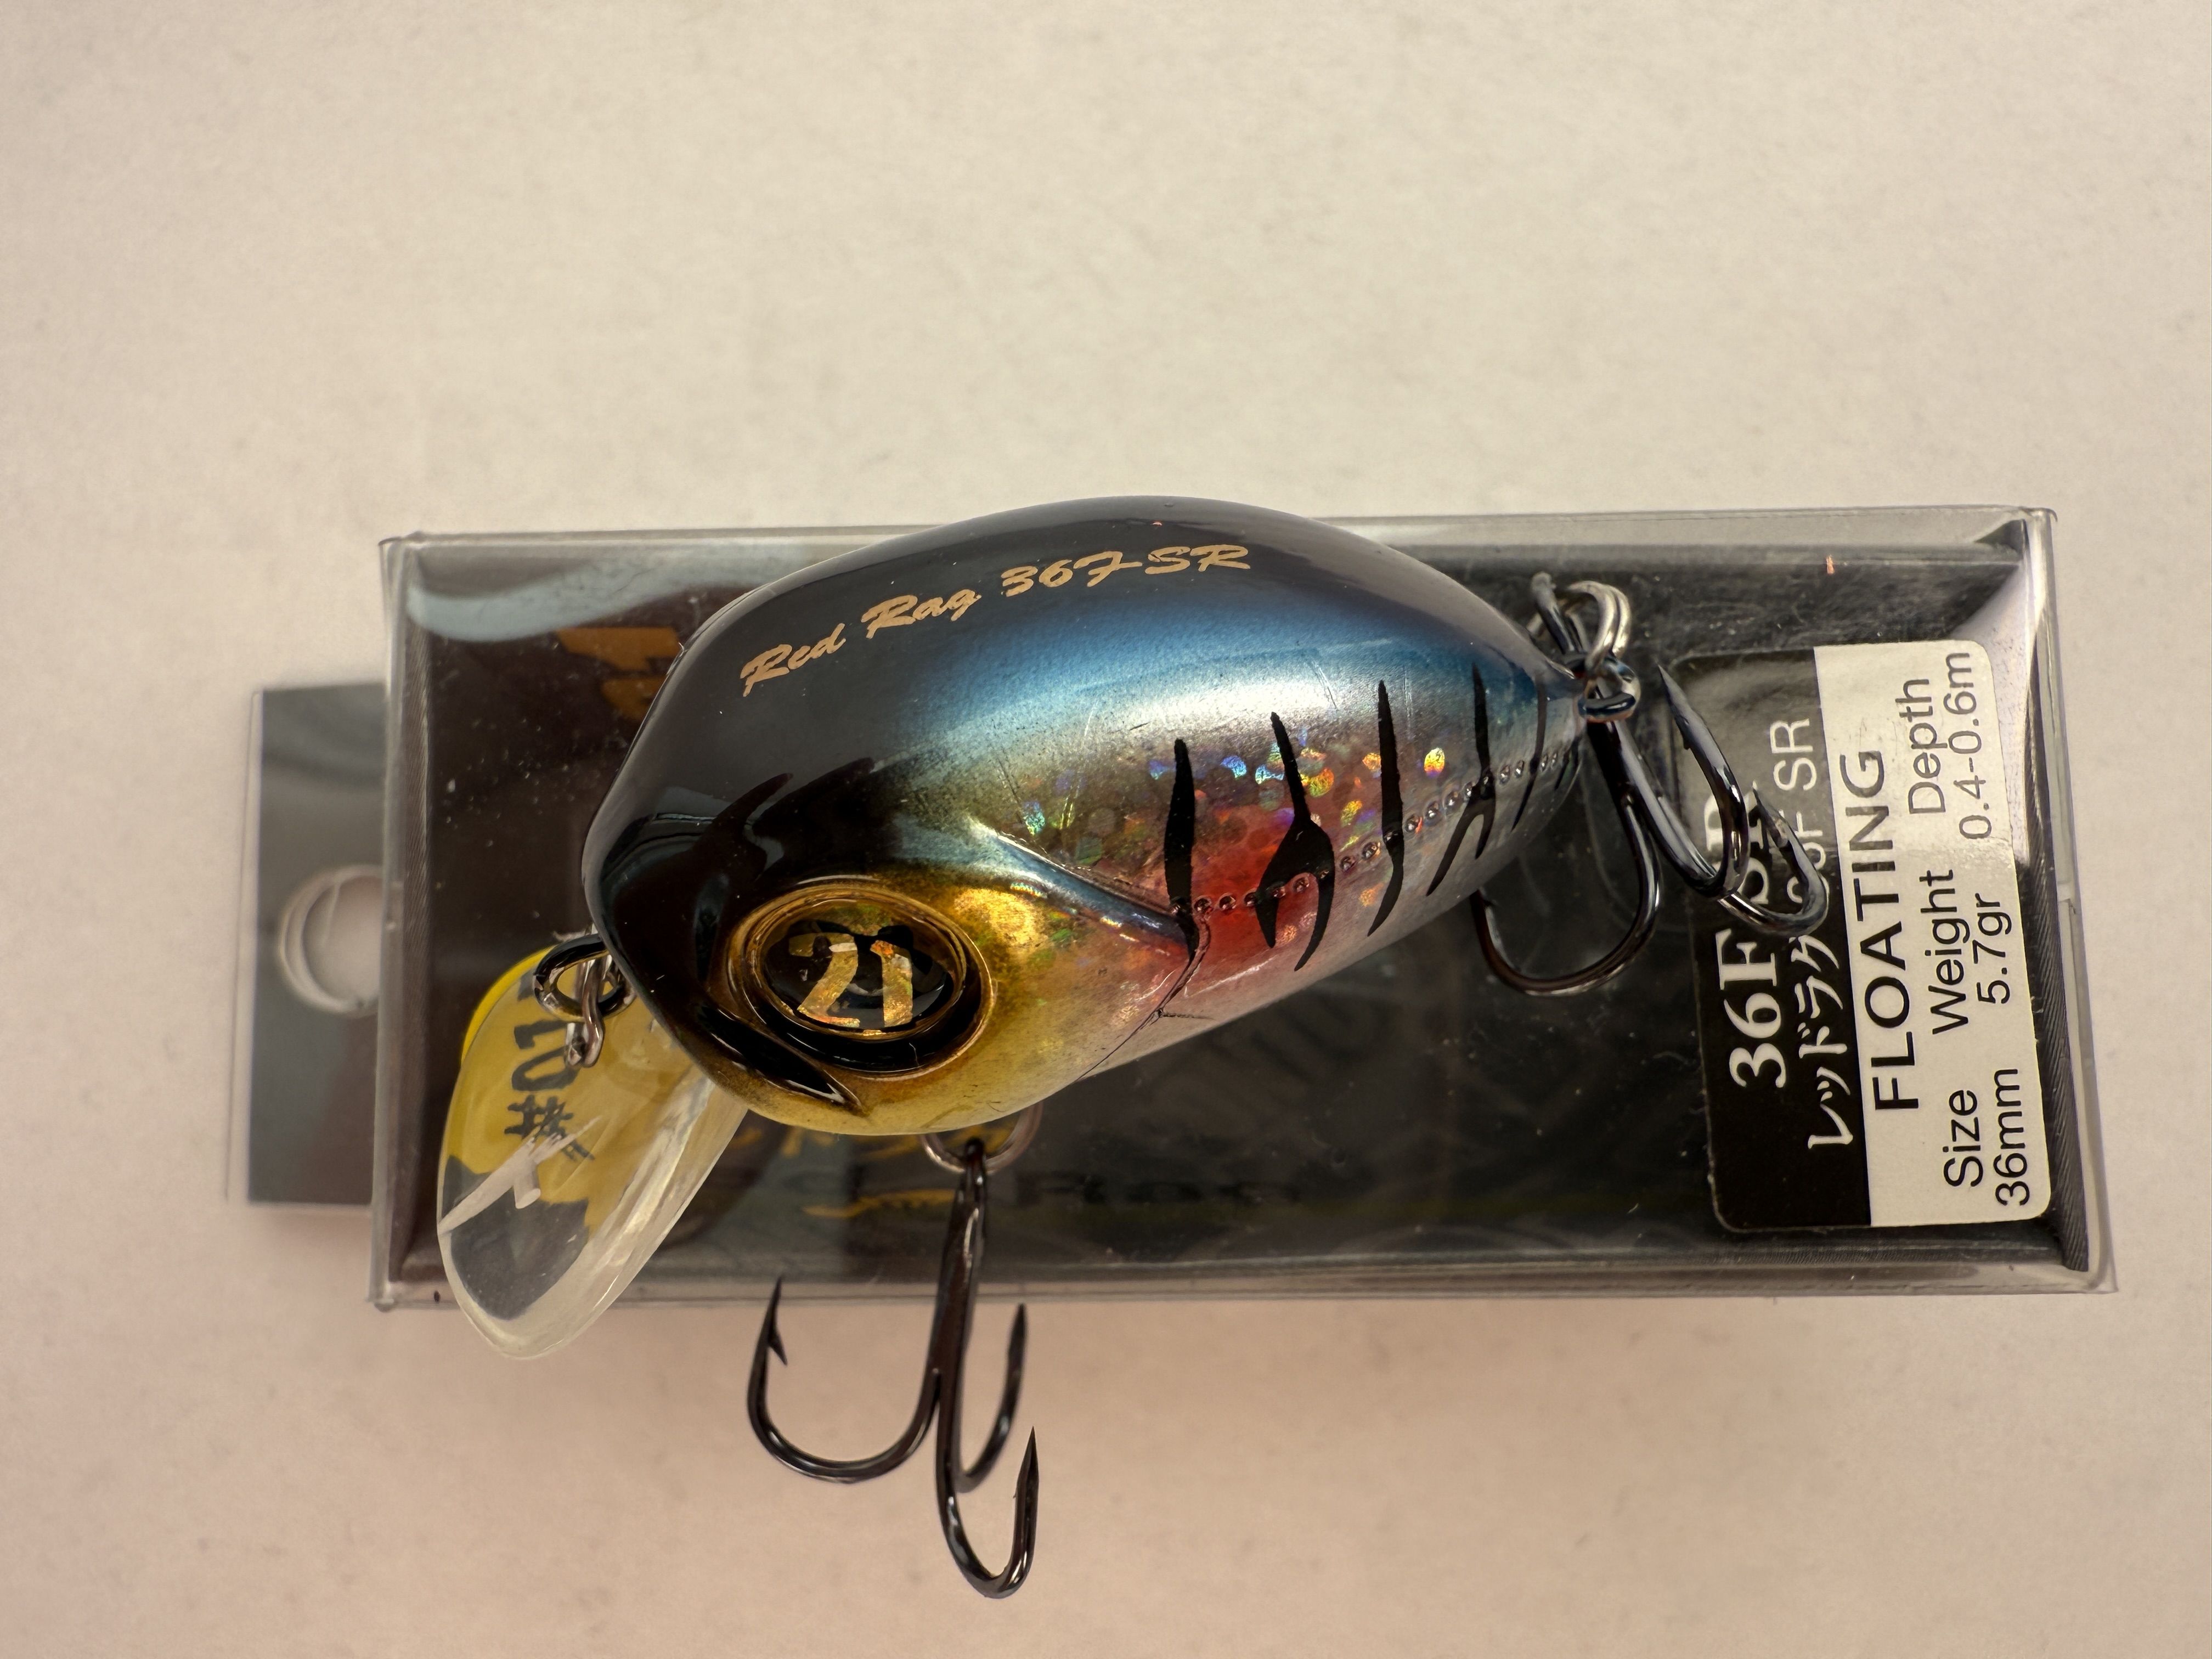 Red Rag 36F SR
21
#01
36F SR
レッドラグ 36F SR
FLOATING
Size Weight Depth
36mm 5.7gr 0.4-0.6m